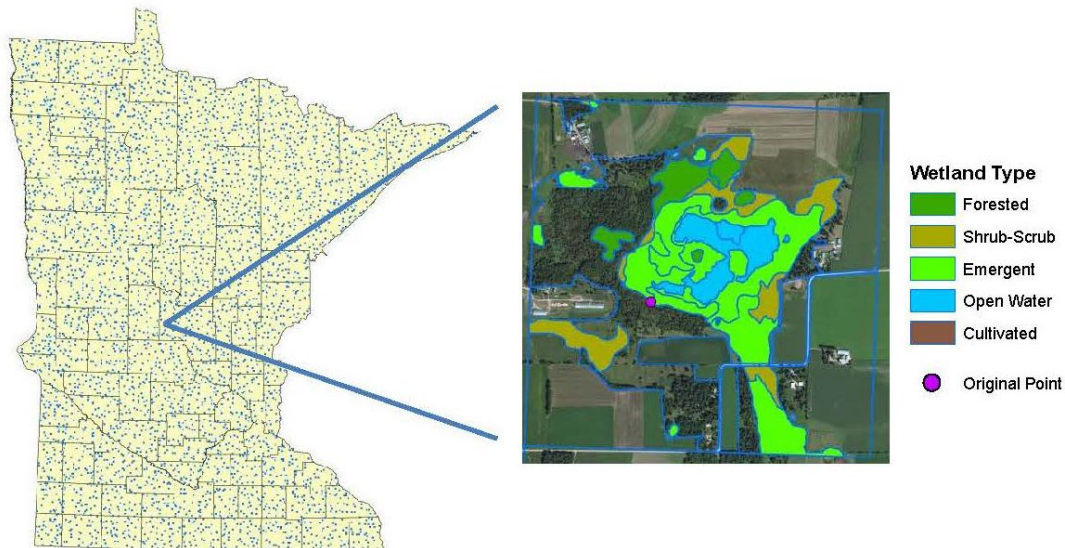 Wetland Type
Forested
Shrub-Scrub
Emergent
Open Water
Cultivated
Original Point